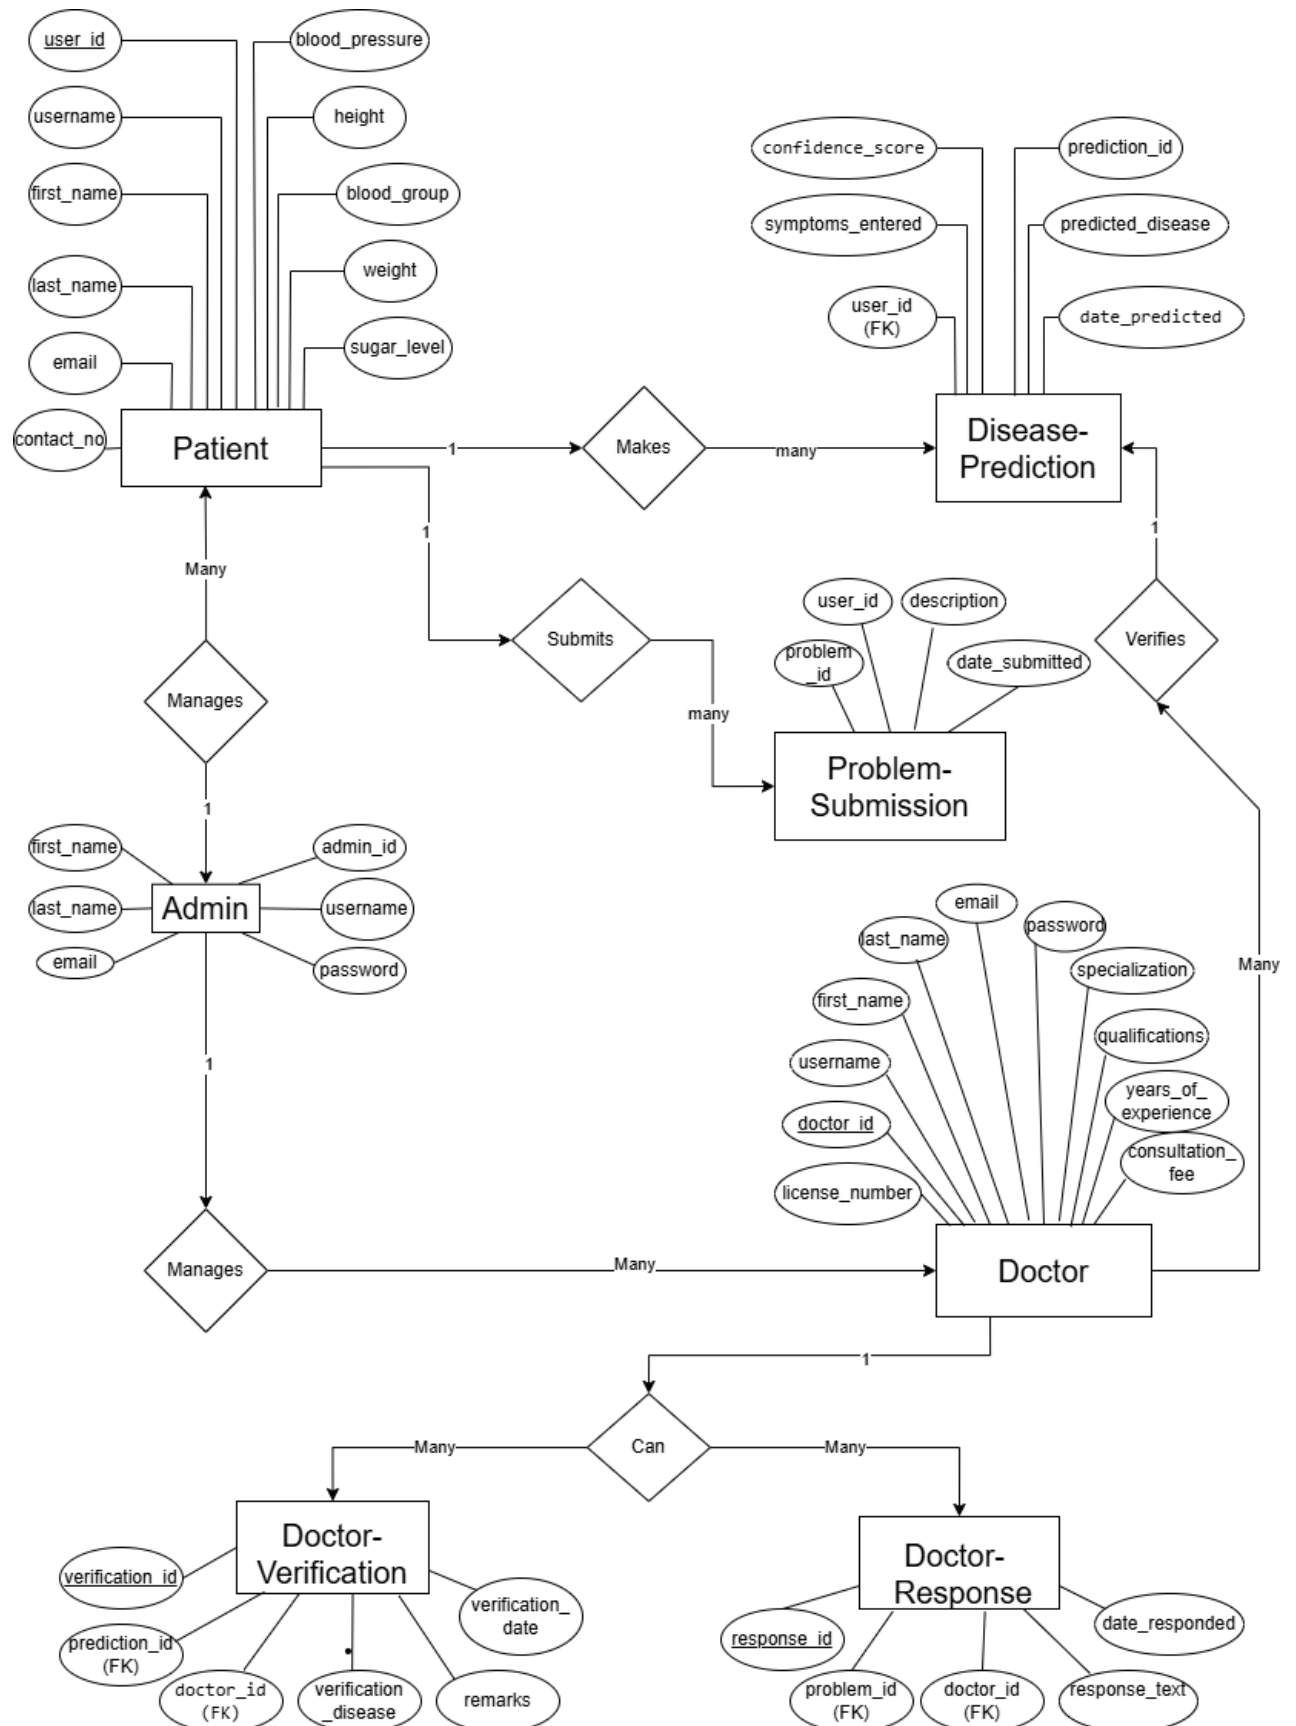 user_id
blood_pressure
username
height
first_name
blood_group
last_name
weight
email
sugar_level
contact_no
Patient
confidence_score
prediction_id
symptoms_entered
predicted_disease
user_id
(FK)
date_predicted
1
Makes
many
Disease-
Prediction
1
1
Many
Submits
many
Verifies
user_id
description
problem
_id
date_submitted
Problem-
Submission
Manages
1
first_name
admin_id
last_name
Admin
username
email
password
1
email
last_name
password
specialization
first_name
qualifications
username
years_of_
experience
doctor_id
consultation_
fee
license_number
Many
Manages
Many
Doctor
1
Can
Many
Many
Doctor-
Verification
verification_id
verification_
date
prediction_id
(FK)
doctor_id
(FK)
verification
_disease
remarks
Doctor-
Response
date_responded
response_id
problem_id
(FK)
doctor_id
(FK)
response_text